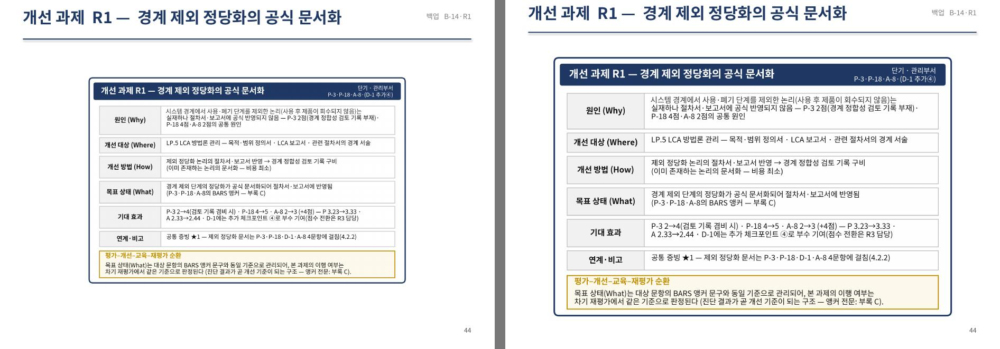 개선 과제 R1 — 경계 제외 정당화의 공식 문서화
백업 B-14·R1
개선 과제 R1 — 경계 제외 정당화의 공식 문서화
단기 · 관리부서
P-3·P-18·A-8·(D-1 추가④)
원인 (Why)
시스템 경계에서 사용·폐기 단계를 제외한 논리(사용 후 제품이 회수되지 않음)는
실재하나 절차서·보고서에 공식 반영되지 않음 — P-3 2점(경계 정합성 검토 기록 부재)·
P-18 4점·A-8 2점의 공통 원인
개선 대상 (Where)
LP.5 LCA 방법론 관리 — 목적·범위 정의서 · LCA 보고서 · 관련 절차서의 경계 서술
개선 방법 (How)
제외 정당화 논리의 절차서·보고서 반영 → 경계 정합성 검토 기록 구비
(이미 존재하는 논리의 문서화 — 비용 최소)
목표 상태 (What)
경계 제외 단계의 정당화가 공식 문서화되어 절차서·보고서에 반영됨
(P-3·P-18·A-8의 BARS 앵커 — 부록 C)
기대 효과
P-3 2→4(검토 기록 겸비 시) · P-18 4→5 · A-8 2→3 (+4점) — P 3.23→3.33 ·
A 2.33→2.44 · D-1에는 추가 체크포인트 ④로 부수 기여(점수 전환은 R3 담당)
연계·비고
공통 증빙 ★1 — 제외 정당화 문서는 P-3·P-18·D-1·A-8 4문항에 걸침(4.2.2)
평가–개선–교육–재평가 순환
목표 상태(What)는 대상 문항의 BARS 앵커 문구와 동일 기준으로 관리되어, 본 과제의 이행 여부는
차기 재평가에서 같은 기준으로 판정된다 (진단 결과가 곧 개선 기준이 되는 구조 — 앵커 전문: 부록 C).
44
개선 과제 R1 — 경계 제외 정당화의 공식 문서화
백업 B-14·R1
개선 과제 R1 — 경계 제외 정당화의 공식 문서화
단기 · 관리부서
P-3·P-18·A-8·(D-1 추가④)
원인 (Why)
시스템 경계에서 사용·폐기 단계를 제외한 논리(사용 후 제품이 회수되지 않음)는
실재하나 절차서·보고서에 공식 반영되지 않음 — P-3 2점(경계 정합성 검토 기록 부재)·
P-18 4점·A-8 2점의 공통 원인
개선 대상 (Where)
LP.5 LCA 방법론 관리 — 목적·범위 정의서 · LCA 보고서 · 관련 절차서의 경계 서술
개선 방법 (How)
제외 정당화 논리의 절차서·보고서 반영 → 경계 정합성 검토 기록 구비
(이미 존재하는 논리의 문서화 — 비용 최소)
목표 상태 (What)
경계 제외 단계의 정당화가 공식 문서화되어 절차서·보고서에 반영됨
(P-3·P-18·A-8의 BARS 앵커 — 부록 C)
기대 효과
P-3 2→4(검토 기록 겸비 시) · P-18 4→5 · A-8 2→3 (+4점) — P 3.23→3.33 ·
A 2.33→2.44 · D-1에는 추가 체크포인트 ④로 부수 기여(점수 전환은 R3 담당)
연계·비고
공통 증빙 ★1 — 제외 정당화 문서는 P-3·P-18·D-1·A-8 4문항에 걸침(4.2.2)
평가–개선–교육–재평가 순환
목표 상태(What)는 대상 문항의 BARS 앵커 문구와 동일 기준으로 관리되어, 본 과제의 이행 여부는
차기 재평가에서 같은 기준으로 판정된다 (진단 결과가 곧 개선 기준이 되는 구조 — 앵커 전문: 부록 C).
44